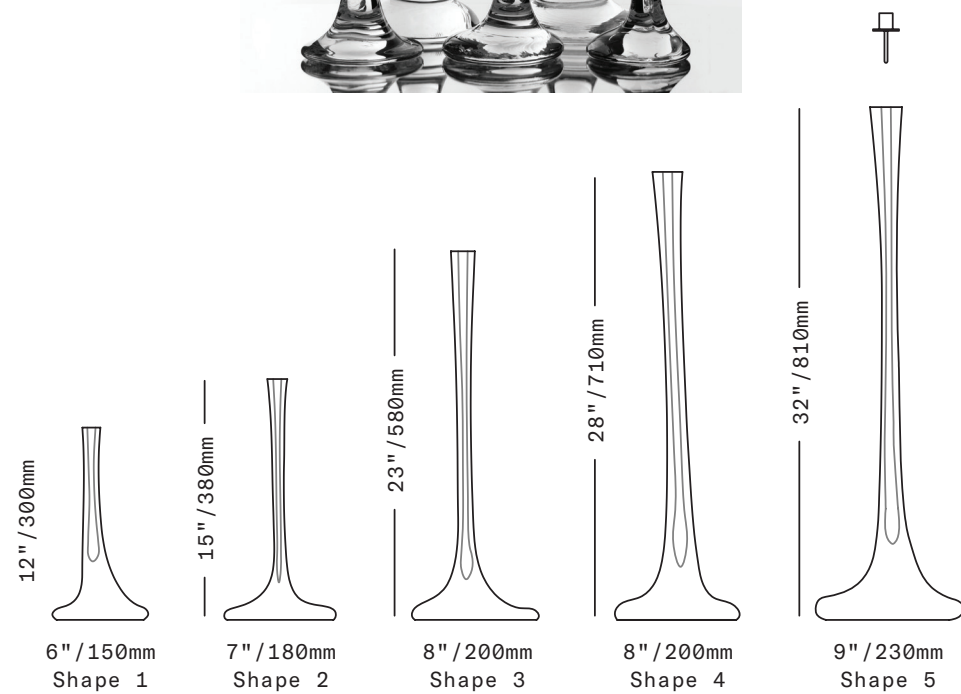 12"/300mm
15"/380mm
23"/580mm
28"/710mm
32"/810mm
6"/150mm
Shape 1
7"/180mm
Shape 2
8"/200mm
Shape 3
8"/200mm
Shape 4
9"/230mm
Shape 5